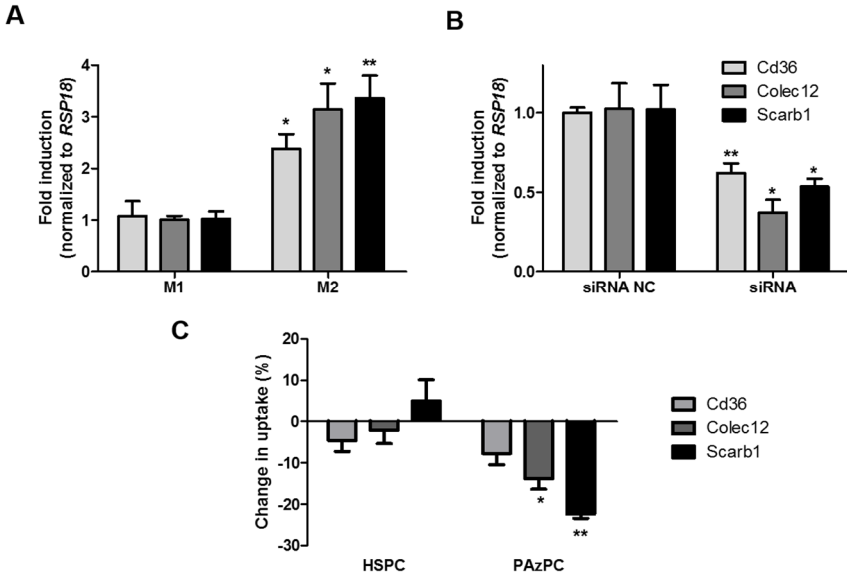 A
Fold induction
(normalized to RSP18)
4
3
2
1
0
*
*
**
M1
M2
B
Fold induction
(normalized to RSP18)
1.0
0.5
0.0
Cd36
Colec12
Scarb1
**
*
*
siRNA NC
siRNA
C
Change in uptake (%)
20
10
0
-10
-20
-30
*
**
HSPC
PAzPC
Cd36
Colec12
Scarb1